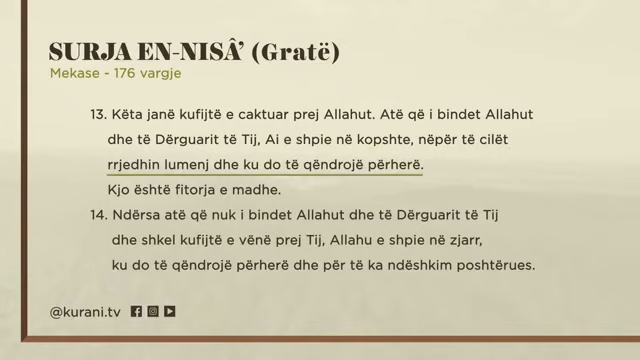 SURJA EN-NISÂ’ (Gratë)
Mekase - 176 vargje
13. Këta janë kufijtë e caktuar prej Allahut. Atë që i bindet Allahut
dhe të Dërguarit të Tij, Ai e shpie në kopshte, nëpër të cilët
rrjedhin lumenj dhe ku do të qëndrojë përherë.
Kjo është fitorja e madhe.
14. Ndërsa atë që nuk i bindet Allahut dhe të Dërguarit të Tij
dhe shkel kufijtë e vënë prej Tij, Allahu e shpie në zjarr,
ku do të qëndrojë përherë dhe për të ka ndëshkim poshtërues.
@kurani.tv